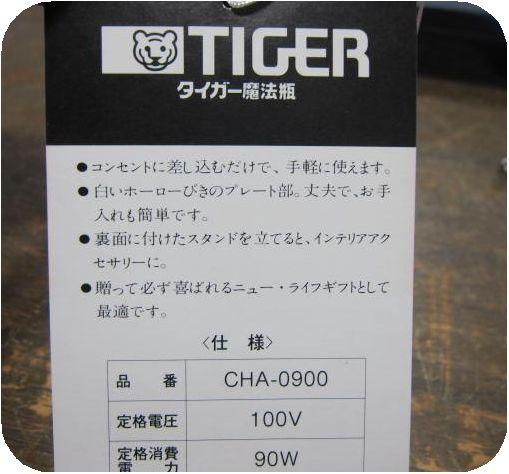 TIGER
タイガー魔法瓶
●コンセントに差し込むだけで、手軽に使えます。
●白いホーローびきのプレート部。丈夫で、お手
入れも簡単です。
●裏面に付けたスタンドを立てると、インテリアアク
セサリーに。
●贈って必ず喜ばれるニュー・ライフギフトとして
最適です。
〈仕 様〉
品 番 CHA-0900
定格電圧 100V
定格消費
電 力 90W